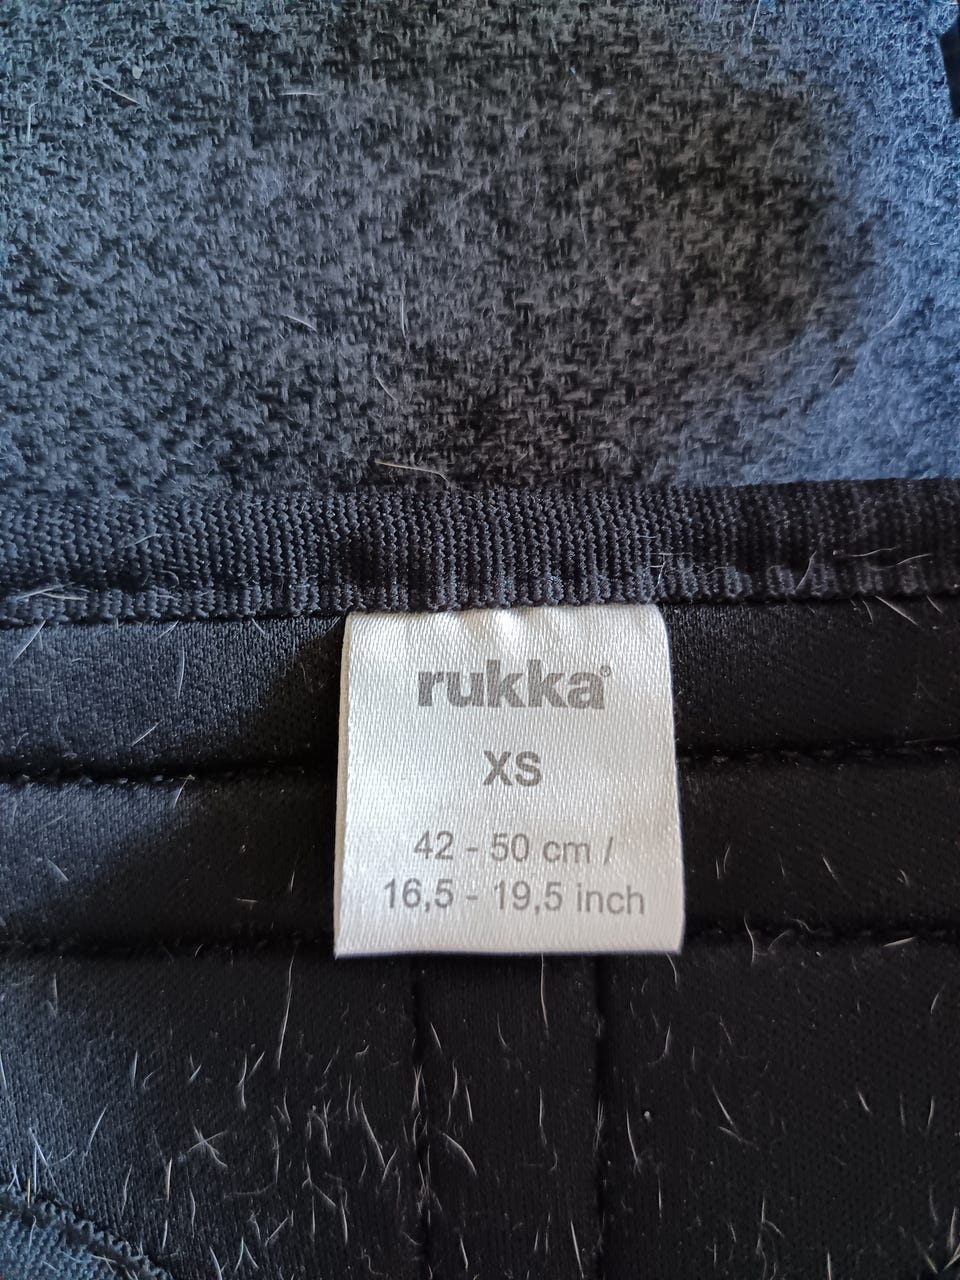 rukka®
XS
42 - 50 cm /
16,5 - 19,5 inch